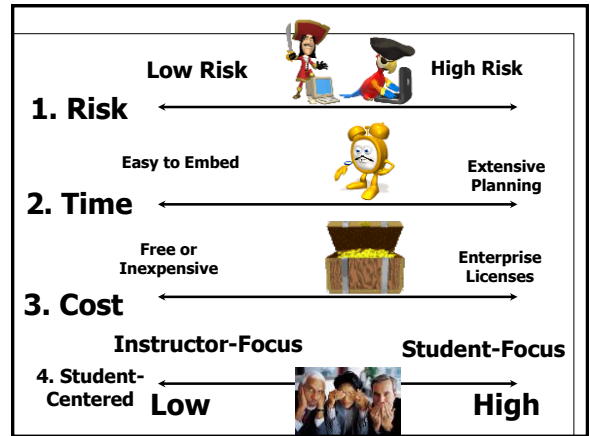 Low Risk
High Risk
1. Risk
Easy to Embed
Extensive
Planning
2. Time
Free or
Inexpensive
Enterprise
Licenses
3. Cost
Instructor-Focus
Student-Focus
4. Student-
Centered
Low
High